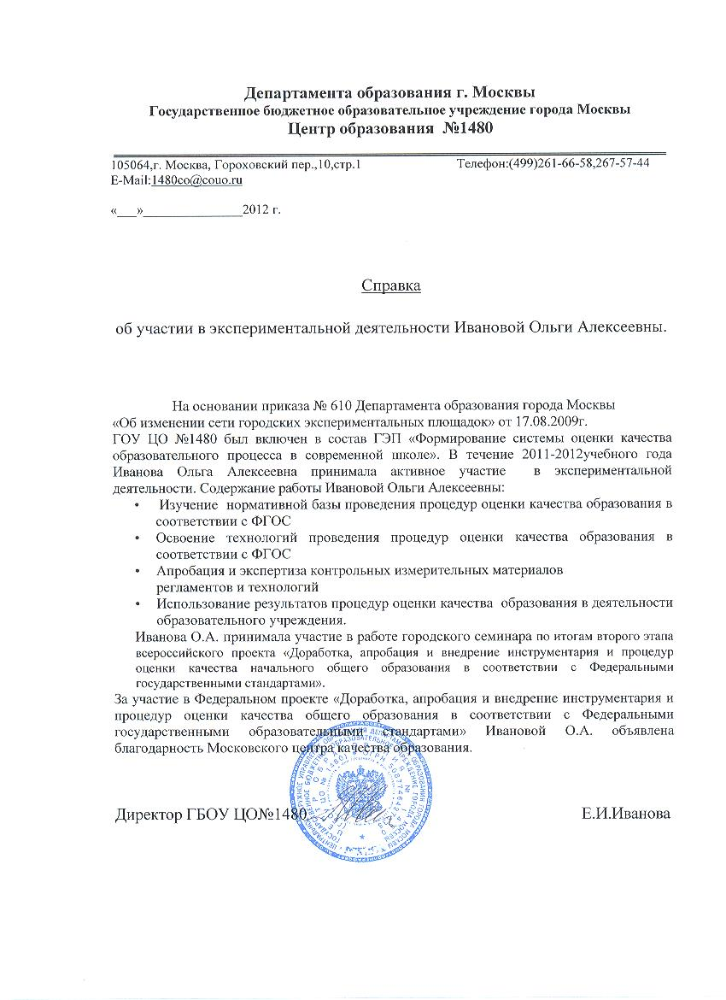 Департамента образования г. Москвы
Государственное бюджетное образовательное учреждение города Москвы
Центр образования №1480
105064,г. Москва, Гороховский пер.,10,стр.1 Телефон:(499)261-66-58,267-57-44
E-Mail:1480co@couo.ru
«___»_______________2012 г.
Справка
об участии в экспериментальной деятельности Ивановой Ольги Алексеевны.
На основании приказа № 610 Департамента образования города Москвы
«Об изменении сети городских экспериментальных площадок» от 17.08.2009г.
ГОУ ЦО №1480 был включен в состав ГЭП «Формирование системы оценки качества
образовательного процесса в современной школе». В течение 2011-2012учебного года
Иванова Ольга Алексеевна принимала активное участие в экспериментальной
деятельности. Содержание работы Ивановой Ольги Алексеевны:
• Изучение нормативной базы проведения процедур оценки качества образования в
соответствии с ФГОС
• Освоение технологий проведения процедур оценки качества образования в
соответствии с ФГОС
• Апробация и экспертиза контрольных измерительных материалов
регламентов и технологий
• Использование результатов процедур оценки качества образования в деятельности
образовательного учреждения.
Иванова О.А. принимала участие в работе городского семинара по итогам второго этапа
всероссийского проекта «Доработка, апробация и внедрение инструментария и процедур
оценки качества начального общего образования в соответствии с Федеральными
государственными стандартами».
За участие в Федеральном проекте «Доработка, апробация и внедрение инструментария и
процедур оценки качества общего образования в соответствии с Федеральными
государственными образовательными стандартами» Ивановой О.А. объявлена
благодарность Московского центра качества образования.
Директор ГБОУ ЦО№1480 Е.И.Иванова